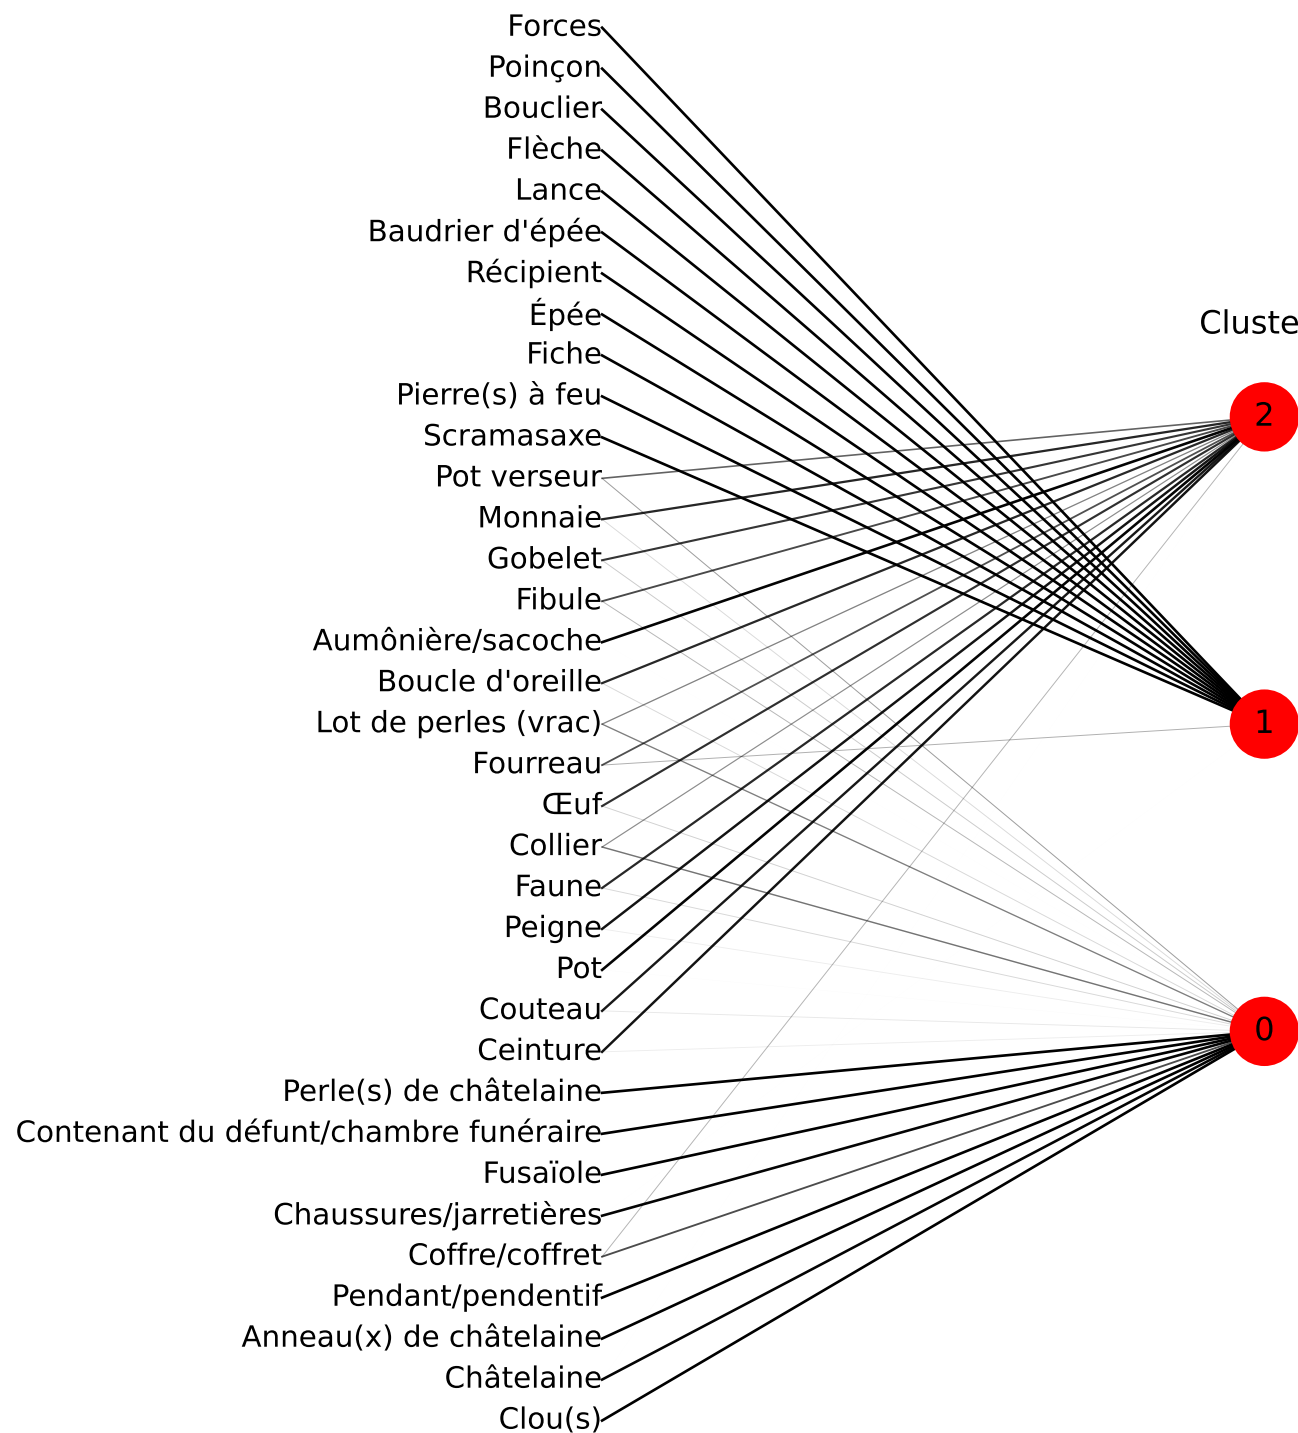 Forces
Poinçon
Bouclier
Flèche
Lance
Baudrier d'épée
Récipient
Épée
Fiche
Pierre(s) à feu
Scramasaxe
Pot verseur
Monnaie
Gobelet
Fibule
Aumônière/sacoche
Boucle d'oreille
Lot de perles (vrac)
Fourreau
Œuf
Collier
Faune
Peigne
Pot
Couteau
Ceinture
Perle(s) de châtelaine
Contenant du défunt/chambre funéraire
Fusaïole
Chaussures/jarretières
Coffre/coffret
Pendant/pendentif
Anneau(x) de châtelaine
Châtelaine
Clou(s)
Cluste
2
1
0